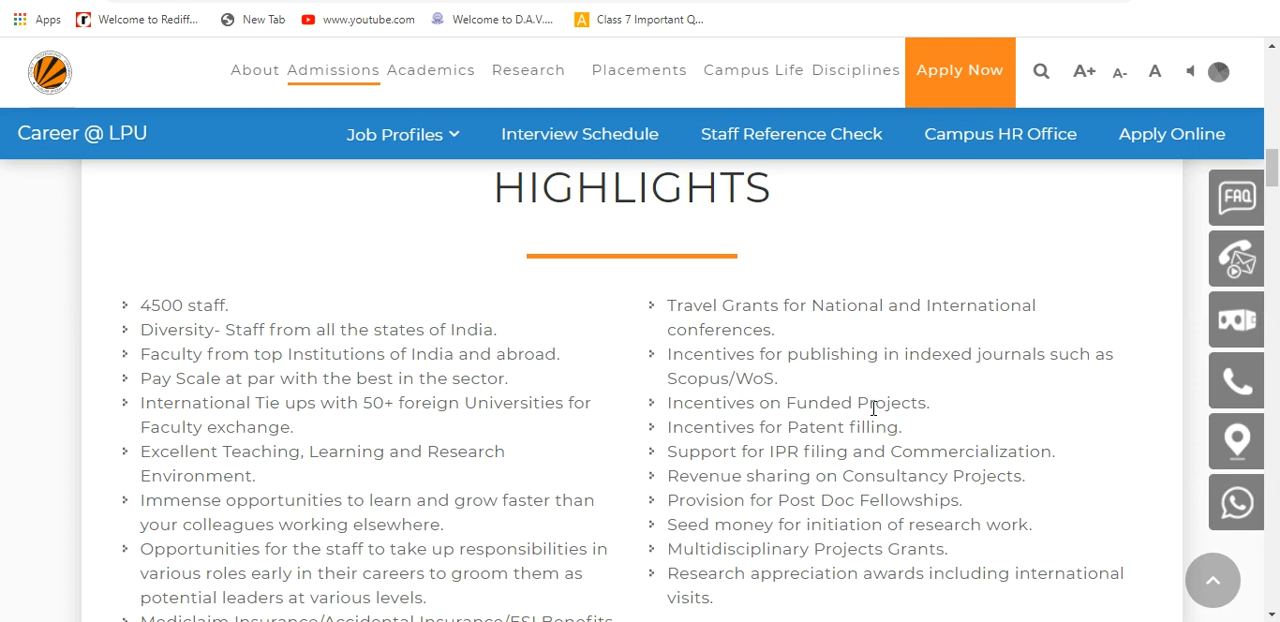 Apps
Welcome to Rediff...
New Tab
www.youtube.com
Welcome to D.A.V....
A
Class 7 Important Q...
About
Admissions
Academics
Research
Placements
Campus Life
Disciplines
Apply Now
A+
A-
A
Career @ LPU
Job Profiles
Interview Schedule
Staff Reference Check
Campus HR Office
Apply Online
HIGHLIGHTS
4500 staff.
Diversity- Staff from all the states of India.
Faculty from top Institutions of India and abroad.
Pay Scale at par with the best in the sector.
International Tie ups with 50+ foreign Universities for
Faculty exchange.
Excellent Teaching, Learning and Research
Environment.
Immense opportunities to learn and grow faster than
your colleagues working elsewhere.
Opportunities for the staff to take up responsibilities in
various roles early in their careers to groom them as
potential leaders at various levels.
Mediclaim Insurance/Accidental Insurance/ESI Benefits
Travel Grants for National and International
conferences.
Incentives for publishing in indexed journals such as
Scopus/WoS.
Incentives on Funded Projects.
Incentives for Patent filling.
Support for IPR filing and Commercialization.
Revenue sharing on Consultancy Projects.
Provision for Post Doc Fellowships.
Seed money for initiation of research work.
Multidisciplinary Projects Grants.
Research appreciation awards including international
visits.
FAQ